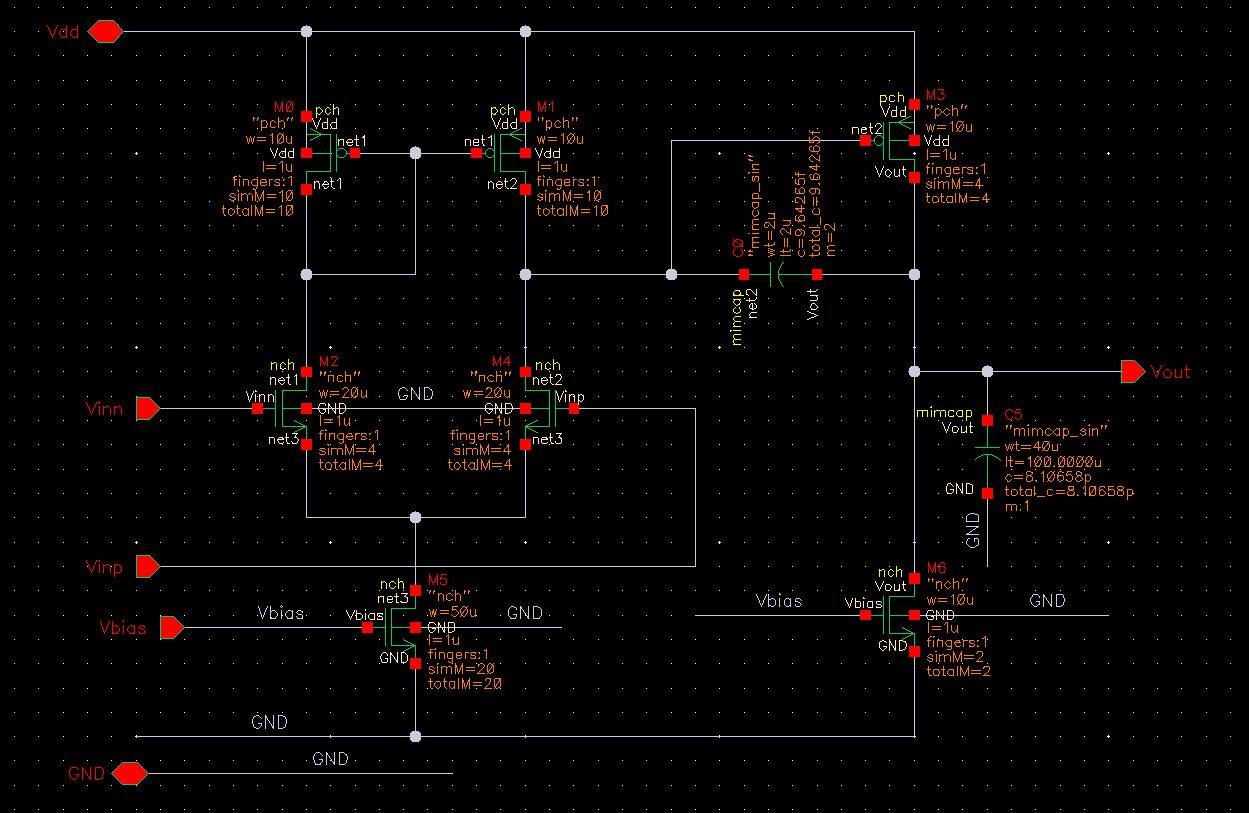 Vdd
M0
pch
Vdd
"pch"
w=10u
net1
Vdd
l=1u
fingers:1
net1
simM=10
totalM=10
M1
pch
Vdd
"pch"
w=10u
net1
Vdd
l=1u
net2
fingers:1
simM=10
totalM=10
M3
pch
"pch"
Vdd
w=10u
net2
Vdd
l=1u
Vout
fingers:1
simM=4
totalM=4
C0
"mimcap_sin"
wt=2u
lt=2u
c=9.64265f
total_c=9.64265f
m=2
mimcap
net2
Vout
M2
nch
net1
"nch"
w=20u
Vinn
Vinn
GND
l=1u
net3
fingers:1
simM=4
totalM=4
GND
M4
nch
"nch"
net2
w=20u
Vinp
GND
l=1u
fingers:1
net3
simM=4
totalM=4
Vout
mimcap
Vout
C5
"mimcap_sin"
wt=40u
lt=100.0000u
c=8.10658p
total_c=8.10658p
m:1
GND
GND
Vinp
M5
nch
net3
"nch"
w=50u
Vbias
Vbias
Vbias
GND
GND
l=1u
GND
fingers:1
simM=20
totalM=20
M6
nch
Vout
"nch"
w=10u
Vbias
Vbias
GND
GND
l=1u
GND
fingers:1
simM=2
totalM=2
GND
GND
GND